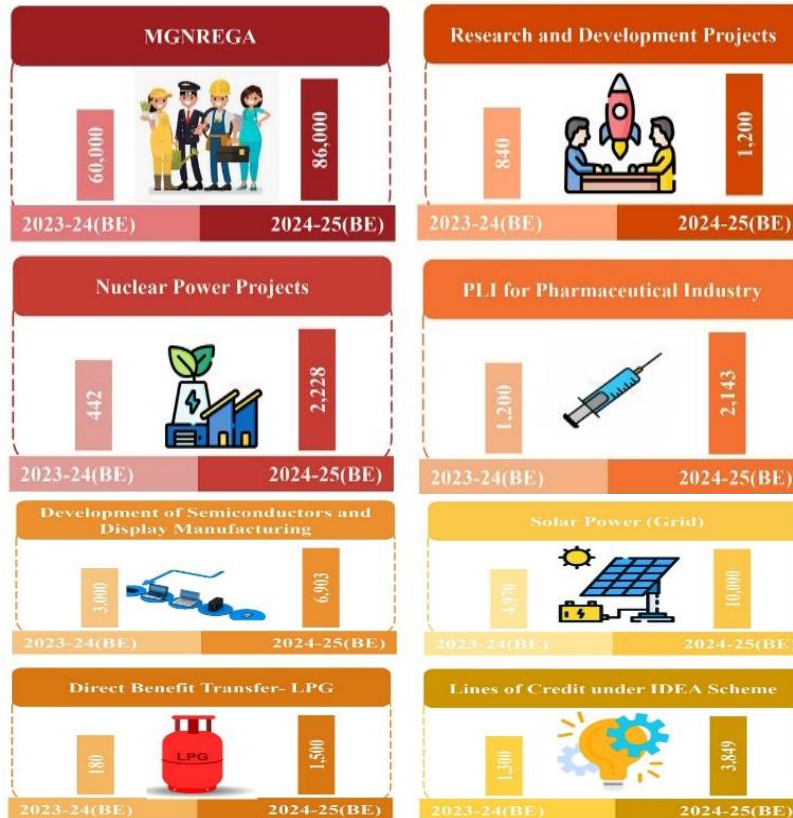 MGNREGA
60,000
86,000
2023-24(BE)
2024-25(BE)
Research and Development Projects
840
1,200
2023-24(BE)
2024-25(BE)
Nuclear Power Projects
442
2,228
2023-24(BE)
2024-25(BE)
PLI for Pharmaceutical Industry
1,200
2,143
2023-24(BE)
2024-25(BE)
Development of Semiconductors and
Display Manufacturing
3,000
6,903
2023-24(BE)
2024-25(BE)
Solar Power (Grid)
4,970
10,000
2023-24(BE)
2024-25(BE)
Direct Benefit Transfer- LPG
180
LPG
1,500
2023-24(BE)
2024-25(BE)
Lines of Credit under IDEA Scheme
1,300
3,849
2023-24(BE)
2024-25(BE)